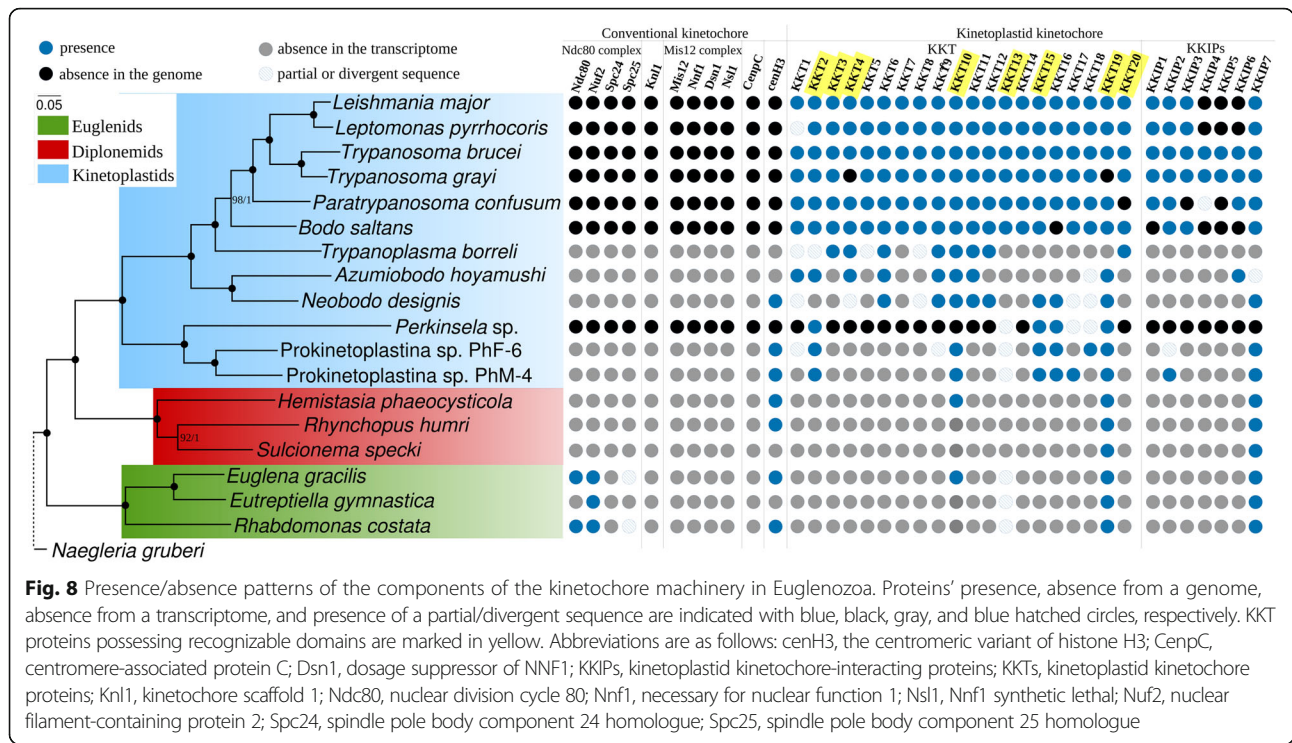 presence
absence in the genome
absence in the transcriptome
partial or divergent sequence
0.05
Euglenids
Diplonemids
Kinetoplastids
Conventional kinetochore
Kinetoplastid kinetochore
Ndc80 complex
Mis12 complex
KKT
KKIPs
Ndc80
Nuf2
Spc24
Spc25
Knl1
Mis12
Nuf1
Dsn1
Nsl1
CenpC
cenH3
KKT1
KKT2
KKT3
KKT4
KKT5
KKT6
KKT7
KKT8
KKT9
KKT10
KKT11
KKT12
KKT13
KKT14
KKT15
KKT16
KKT17
KKT18
KKT19
KKT20
KKIP1
KKIP2
KKIP3
KKIP4
KKIP5
KKIP6
KKIP7
Leishmania major
Leptomonas pyrrhocoris
Trypanosoma brucei
Trypanosoma grayi
98/1
Paratrypanosoma confusum
Bodo saltans
Trypanoplasma borreli
Azumiobodo hoyamushi
Neobodo designis
Perkinsela sp.
Prokinetoplastina sp. PhF-6
Prokinetoplastina sp. PhM-4
Hemistasia phaeocysticola
Rhynchopus humri
92/1
Sulcionema specki
Euglena gracilis
Eutreptiella gymnastica
Rhabdomonas costata
Naegleria gruberi
Fig. 8 Presence/absence patterns of the components of the kinetochore machinery in Euglenozoa. Proteins' presence, absence from a genome,
absence from a transcriptome, and presence of a partial/divergent sequence are indicated with blue, black, gray, and blue hatched circles, respectively. KKT
proteins possessing recognizable domains are marked in yellow. Abbreviations are as follows: cenH3, the centromeric variant of histone H3; CenpC,
centromere-associated protein C; Dsn1, dosage suppressor of NNF1; KKIPs, kinetoplastid kinetochore-interacting proteins; KKTs, kinetoplastid kinetochore
proteins; Knl1, kinetochore scaffold 1; Ndc80, nuclear division cycle 80; Nnf1, necessary for nuclear function 1; Nsl1, Nnf1 synthetic lethal; Nuf2, nuclear
filament-containing protein 2; Spc24, spindle pole body component 24 homologue; Spc25, spindle pole body component 25 homologue